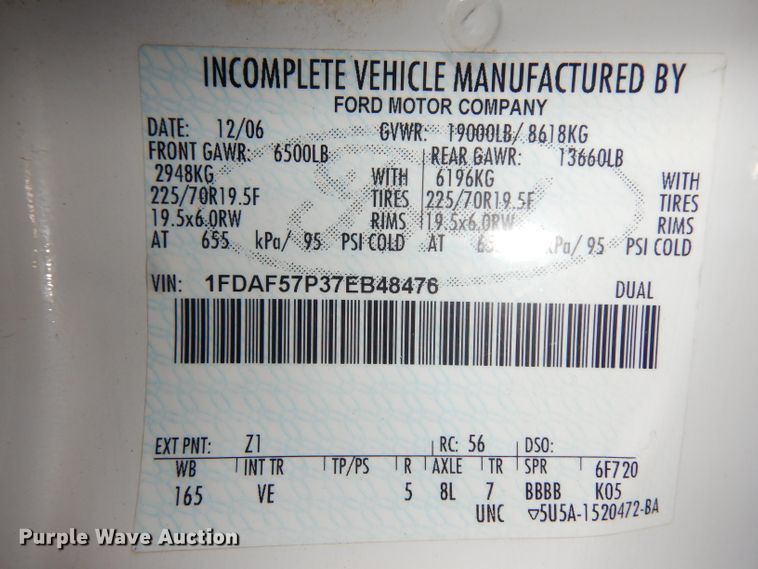 INCOMPLETE VEHICLE MANUFACTURED BY
FORD MOTOR COMPANY
DATE: 12/06 GVWR: 19000LB/ 8618KG
FRONT GAWR: 6500LB REAR GAWR: 13660LB
2948KG WITH 6196KG WITH
225/70R19.5F TIRES 225/70R19.5F TIRES
19.5x6.0RW RIMS 19.5x6.0RW RIMS
AT 655 kPa/ 95 PSI COLD AT kPa/ 95 PSI COLD
VIN: 1FDAF57P37EB48476 DUAL
EXT PNT: Z1 RC: 56 DSO:
WB INT TR TP/PS R AXLE TR SPR 6F720
165 VE 5 8L 7 BBBB K05
UNC ▽5U5A-1520472-BA
Purple Wave Auction